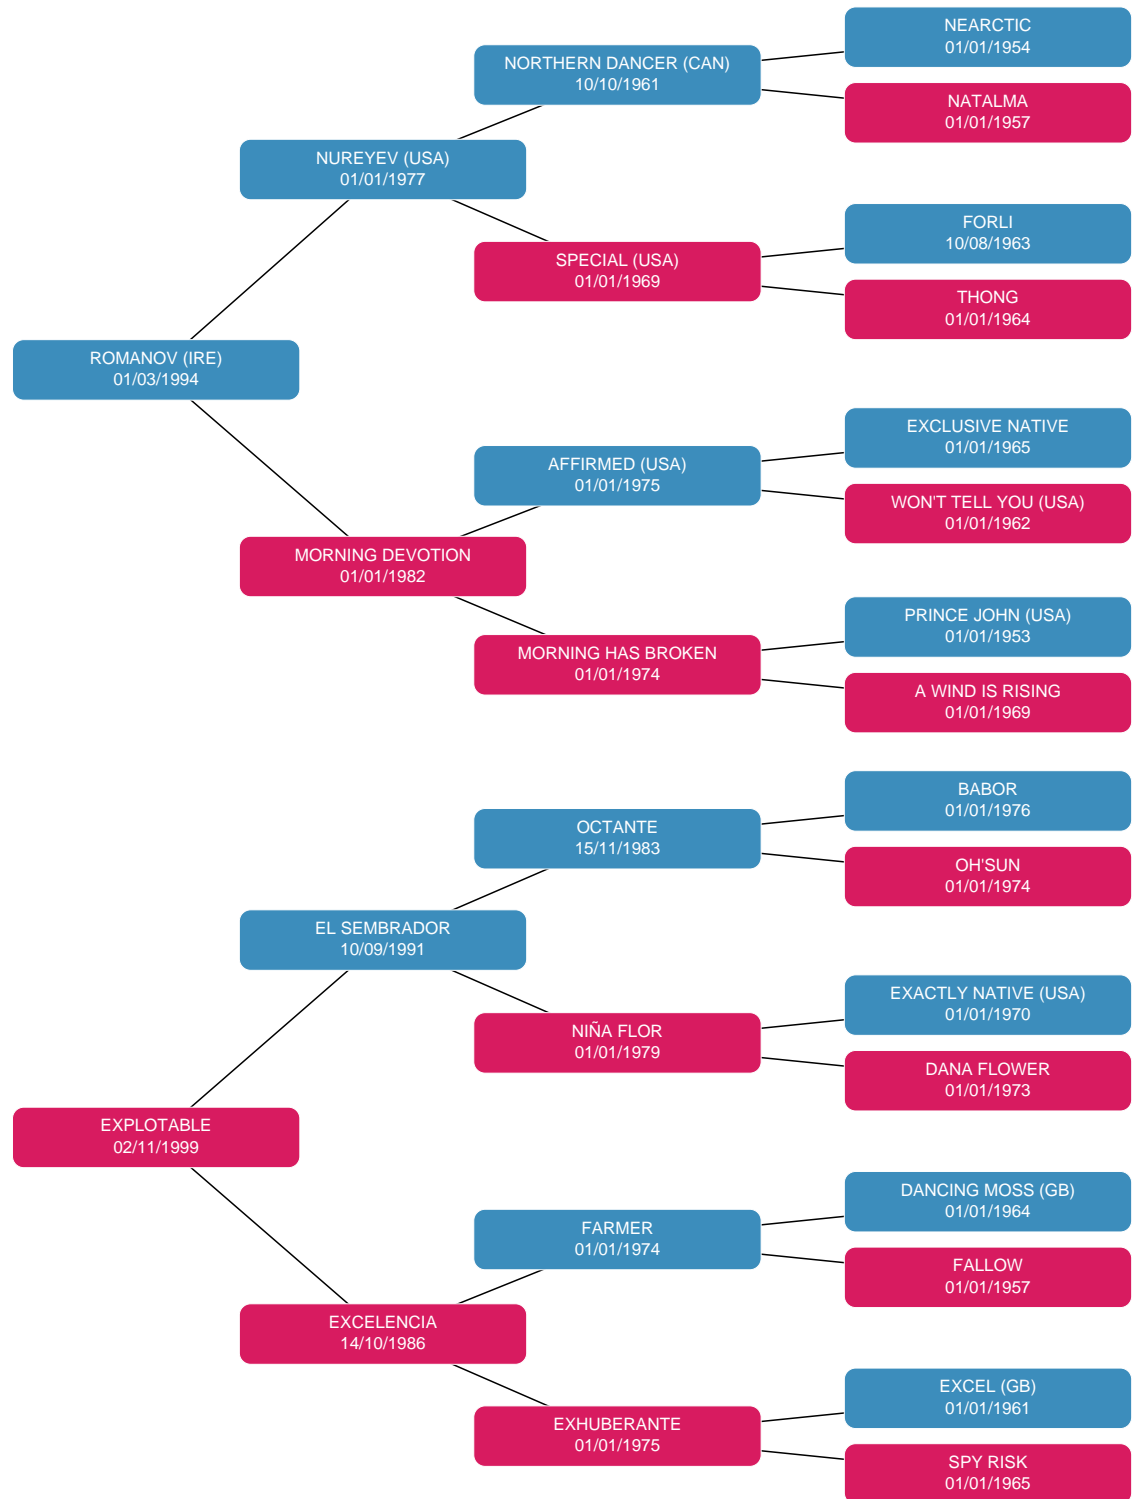 NEARCTIC
01/01/1954
NORTHERN DANCER (CAN)
10/10/1961
NATALMA
01/01/1957
NUREYEV (USA)
01/01/1977
FORLI
10/08/1963
SPECIAL (USA)
01/01/1969
THONG
01/01/1964
ROMANOV (IRE)
01/03/1994
EXCLUSIVE NATIVE
01/01/1965
AFFIRMED (USA)
01/01/1975
WON'T TELL YOU (USA)
01/01/1962
MORNING DEVOTION
01/01/1982
PRINCE JOHN (USA)
01/01/1953
MORNING HAS BROKEN
01/01/1974
A WIND IS RISING
01/01/1969
BABOR
01/01/1976
OCTANTE
15/11/1983
OH'SUN
01/01/1974
EL SEMBRADOR
10/09/1991
EXACTLY NATIVE (USA)
01/01/1970
NIÑA FLOR
01/01/1979
DANA FLOWER
01/01/1973
EXPLOTABLE
02/11/1999
DANCING MOSS (GB)
01/01/1964
FARMER
01/01/1974
FALLOW
01/01/1957
EXCELENCIA
14/10/1986
EXCEL (GB)
01/01/1961
EXHUBERANTE
01/01/1975
SPY RISK
01/01/1965